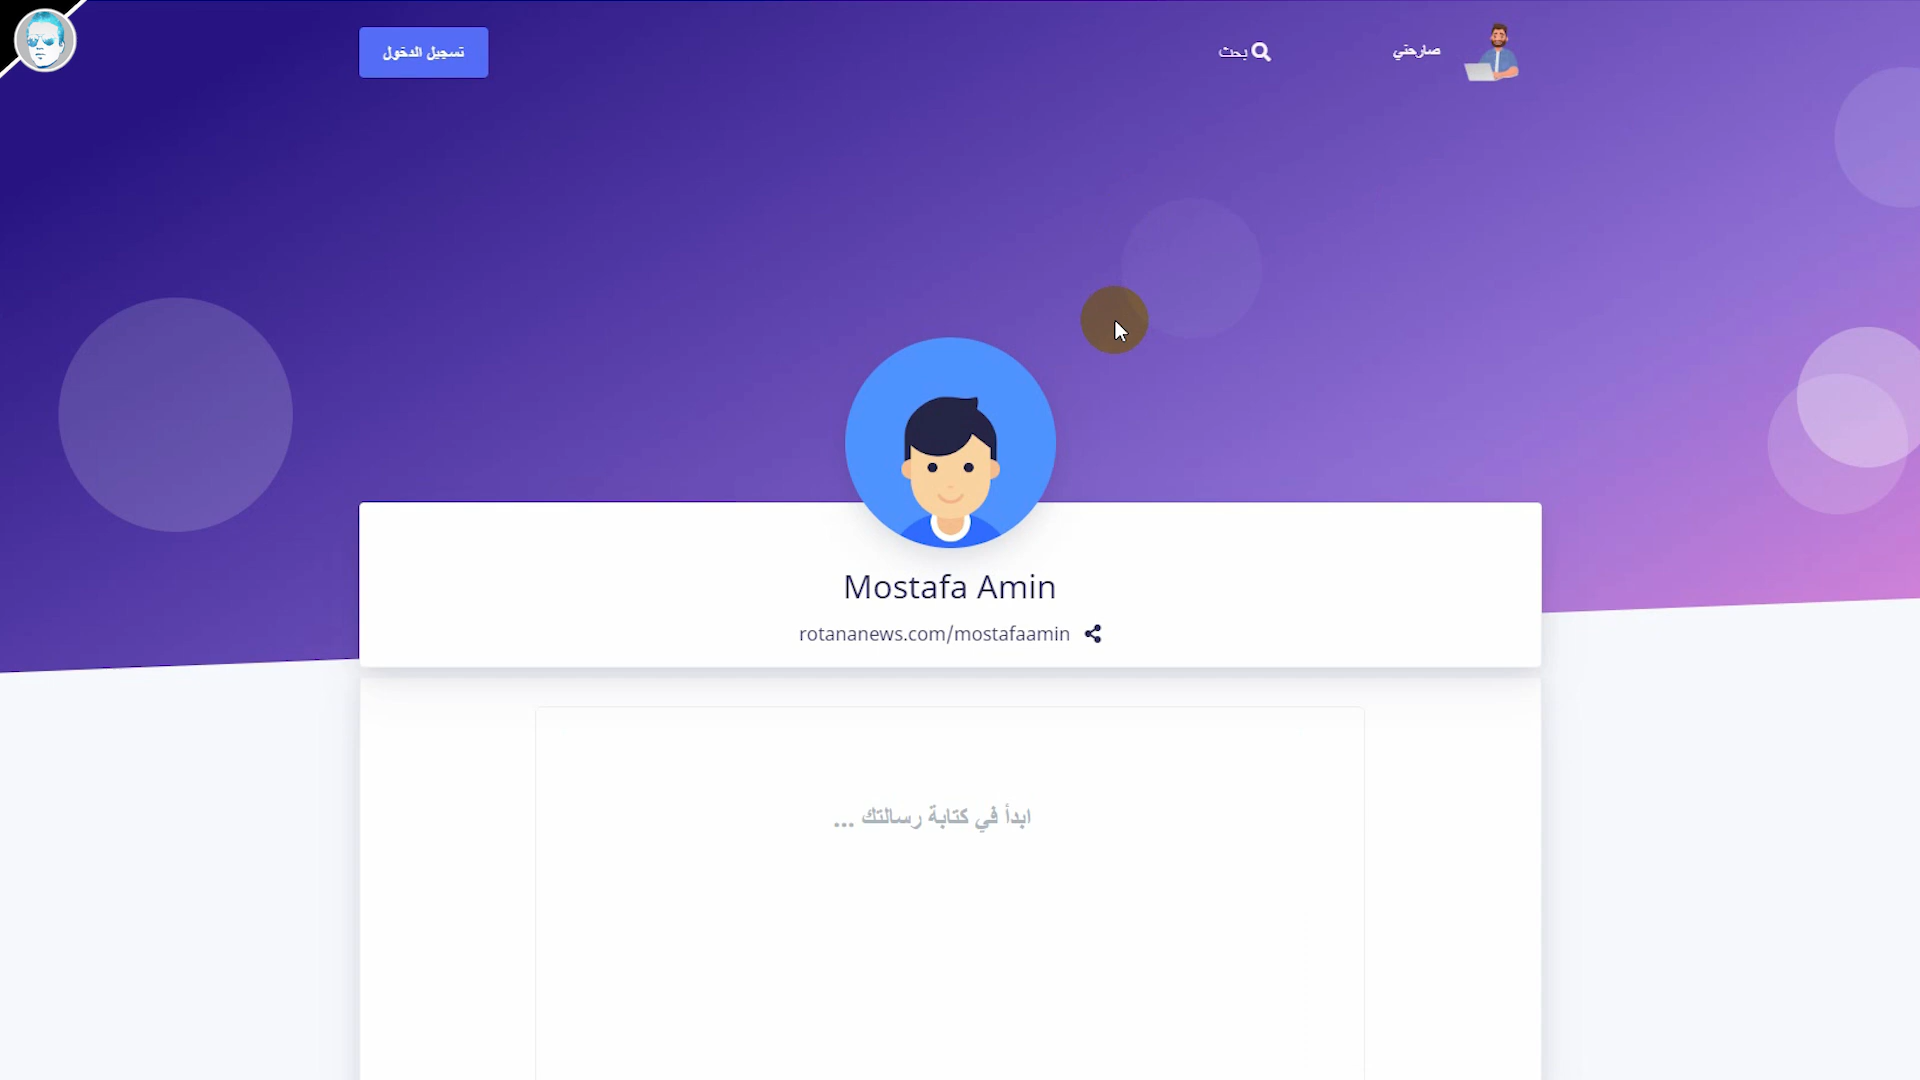 صارحني
بحث
تسجيل الدخول
Mostafa Amin
rotananews.com/mostafaamin
ابدأ في كتابة رسالتك ...